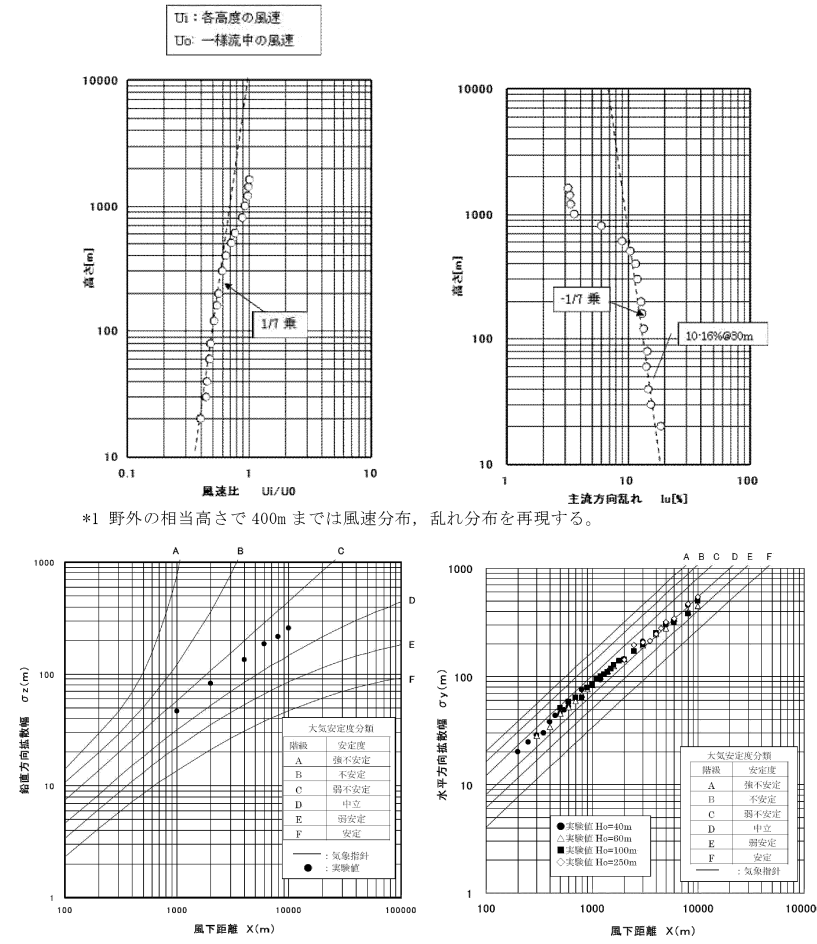 Ui：各高度の風速
Uo: 一様流中の風速
10000
1000
100
10
高さ[m]
1/7 乗
0.1
1
10
風速比 Ui/U0
10000
1000
100
10
高さ[m]
-1/7 乗
10-16%@30m
1
10
100
主流方向乱れ Iu[%]
*1 野外の相当高さで 400m までは風速分布，乱れ分布を再現する。
A
B
C
D
E
F
1000
100
10
1
鉛直方向拡散幅 σz(m)
大気安定度分類
階級 安定度
A 強不安定
B 不安定
C 弱不安定
D 中立
E 弱安定
F 安定
：気象指針
：実験値
100
1000
10000
100000
風下距離 X(m)
A B C D E F
1000
100
10
1
水平方向拡散幅 σy(m)
●実験値 Ho=40m
△実験値 Ho=60m
■実験値 Ho=100m
◇実験値 Ho=250m
大気安定度分類
階級 安定度
A 強不安定
B 不安定
C 弱不安定
D 中立
E 弱安定
F 安定
：気象指針
100
1000
10000
100000
風下距離 X(m)